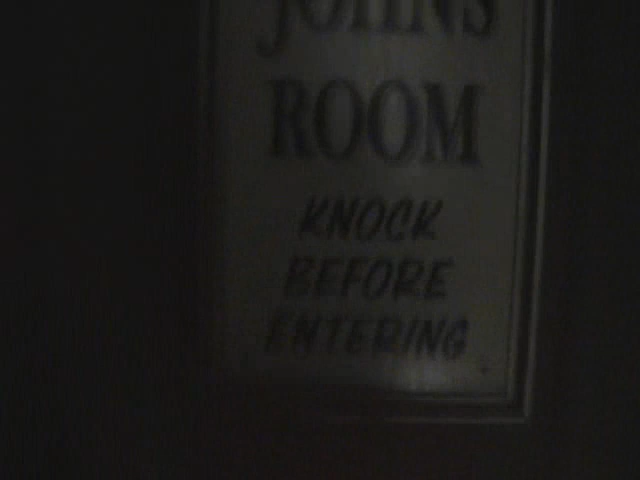 JOHNS
ROOM
KNOCK
BEFORE
ENTERING